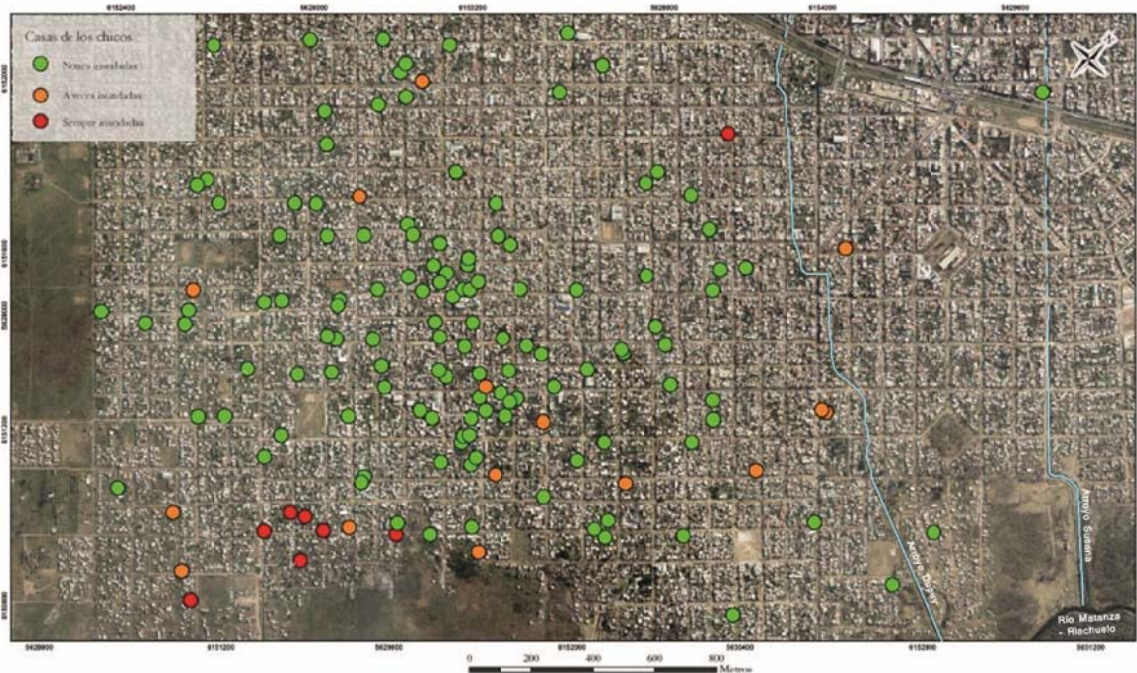 6152400 5628000 6153200 5628800 6154000 5629600
Casas de los chicos
Nunca inundadas
A veces inundadas
Siempre inundadas
6152000
6151600
5628000
6151200
6150800
Arroyo Susana
Arroyo Dupuy
Río Matanza
- Riachuelo
6151200 5629600 6152000 5630400 6152800 5631200
0 200 400 600 800
Metros